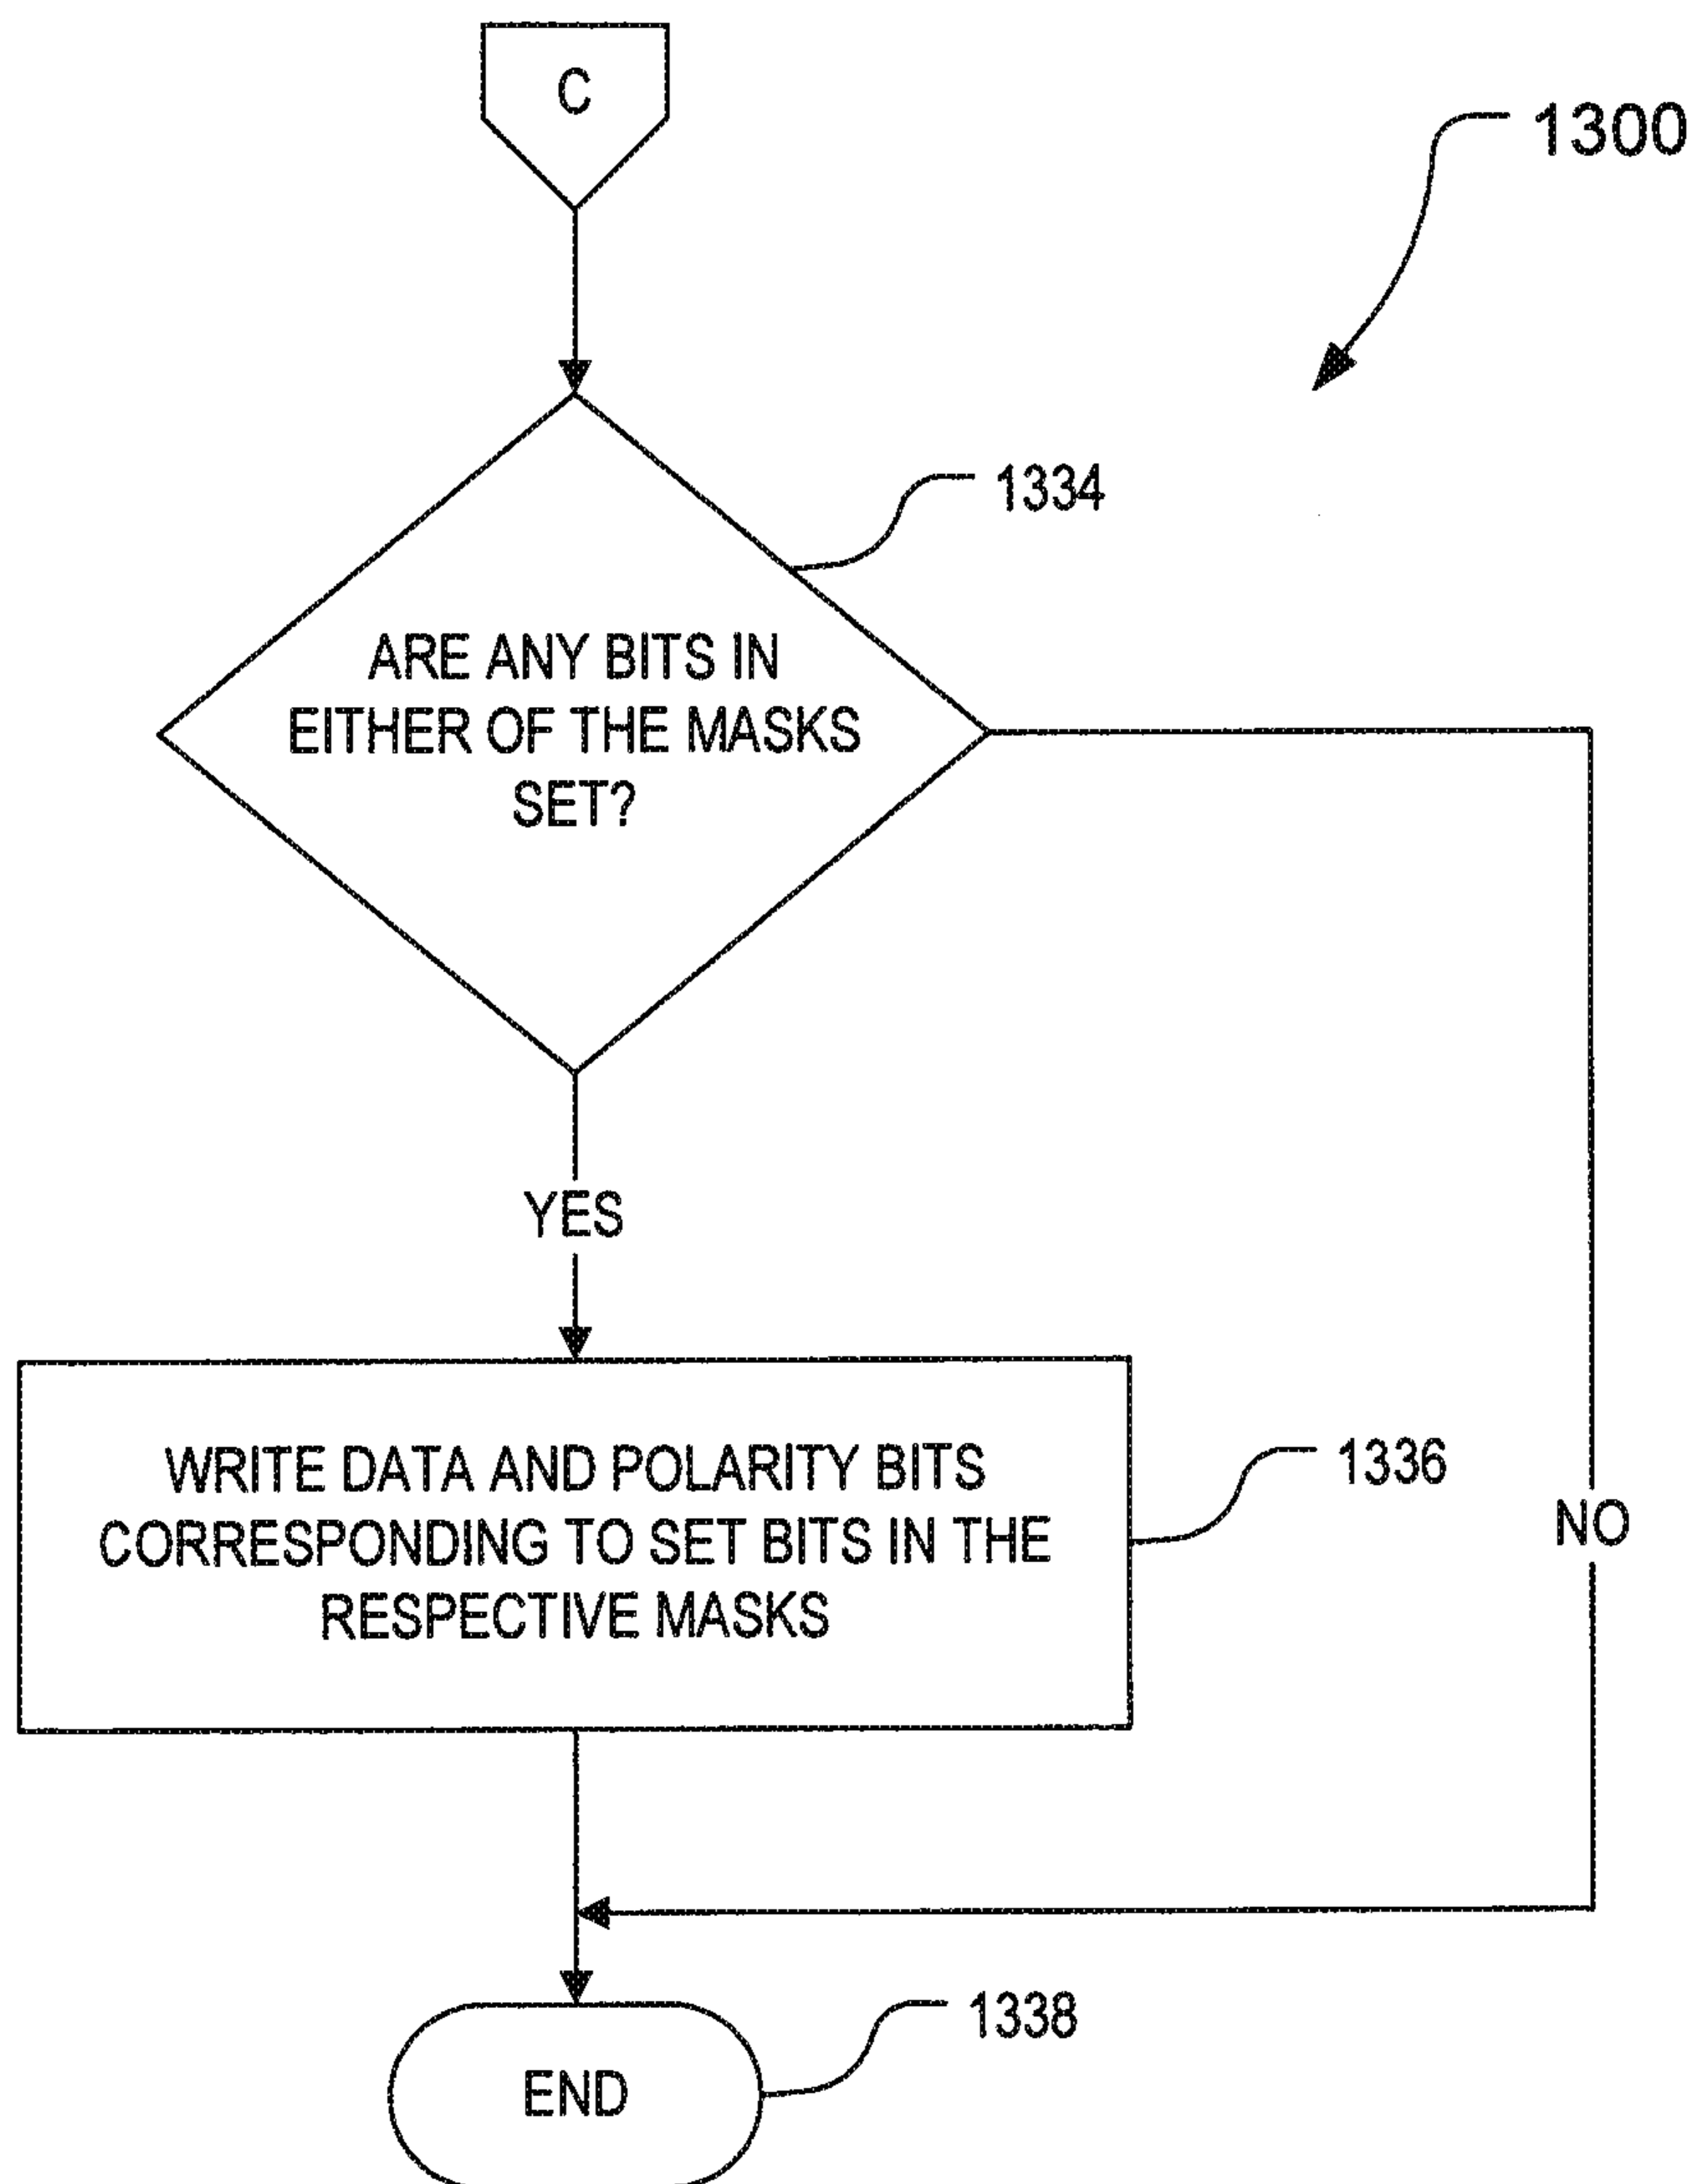 C
1300
1334
ARE ANY BITS IN
EITHER OF THE MASKS
SET?
YES
WRITE DATA AND POLARITY BITS
CORRESPONDING TO SET BITS IN THE
RESPECTIVE MASKS
1336
NO
1338
END